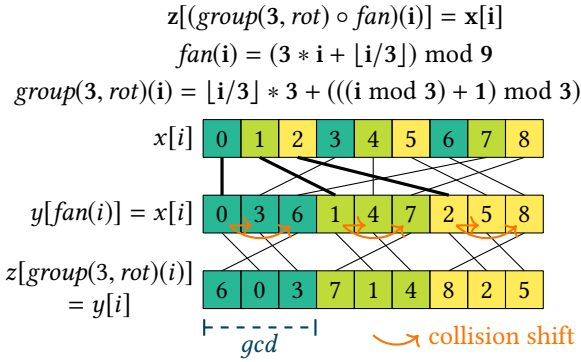 z[(group(3, rot) ∘ fan)(i)] = x[i]
fan(i) = (3 * i + ⌊i/3⌋) mod 9
group(3, rot)(i) = ⌊i/3⌋ * 3 + (((i mod 3) + 1) mod 3)
x[i] 0 1 2 3 4 5 6 7 8
y[fan(i)] = x[i] 0 3 6 1 4 7 2 5 8
z[group(3, rot)(i)] 6 0 3 7 1 4 8 2 5
= y[i]
gcd
collision shift